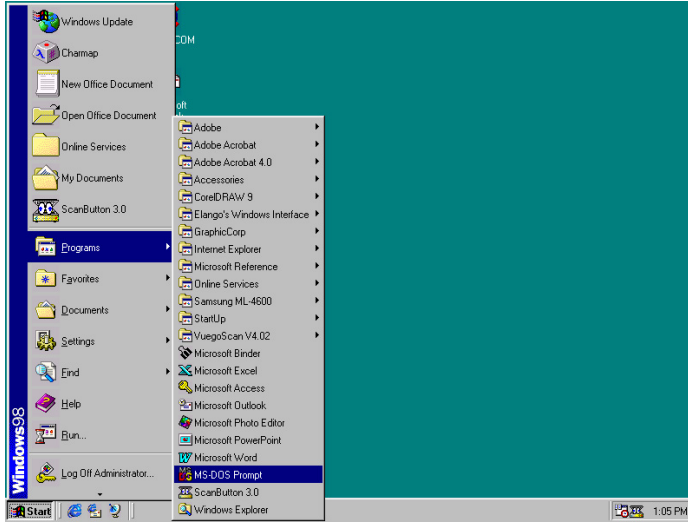 Windows Update
Charmap
New Office Document
Open Office Document
Online Services
My Documents
ScanButton 3.0
Programs
Favorites
Documents
Settings
Find
Help
Run...
Log Off Administrator...
Windows98
COM
oft
Adobe
Adobe Acrobat
Adobe Acrobat 4.0
Accessories
CorelDRAW 9
Elango's Windows Interface
GraphicCorp
Internet Explorer
Microsoft Reference
Online Services
Samsung ML-4600
StartUp
VuegoScan V4.02
Microsoft Binder
Microsoft Excel
Microsoft Access
Microsoft Outlook
Microsoft Photo Editor
Microsoft PowerPoint
Microsoft Word
MS-DOS Prompt
ScanButton 3.0
Windows Explorer
Start
1:05 PM